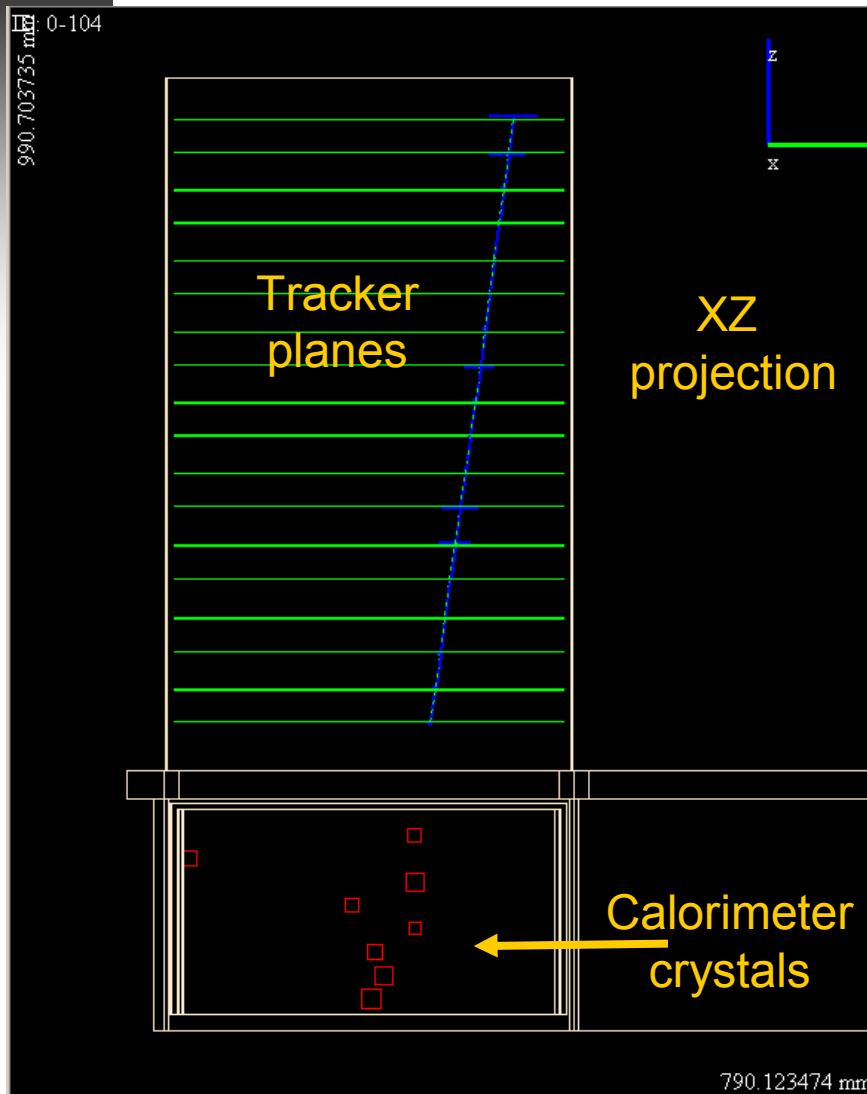 0-104
990.703735 mm
z
x
Tracker
planes
XZ
projection
Calorimeter
crystals
790.123474 mm